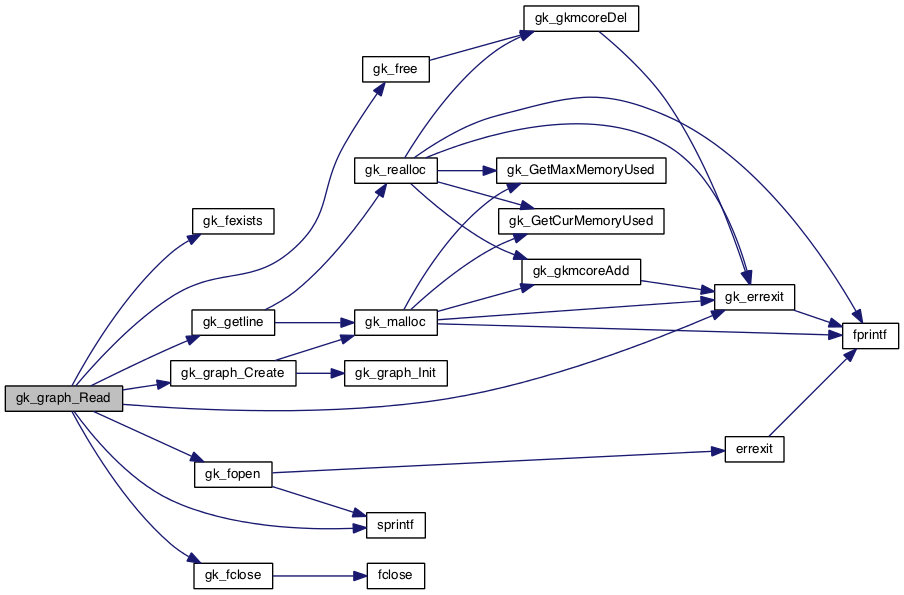 gk_gkmcoreDel
gk_free
gk_realloc
gk_GetMaxMemoryUsed
gk_fexists
gk_GetCurMemoryUsed
gk_gkmcoreAdd
gk_errexit
gk_getline
gk_malloc
fprintf
gk_graph_Create
gk_graph_Init
gk_graph_Read
errexit
gk_fopen
sprintf
gk_fclose
fclose